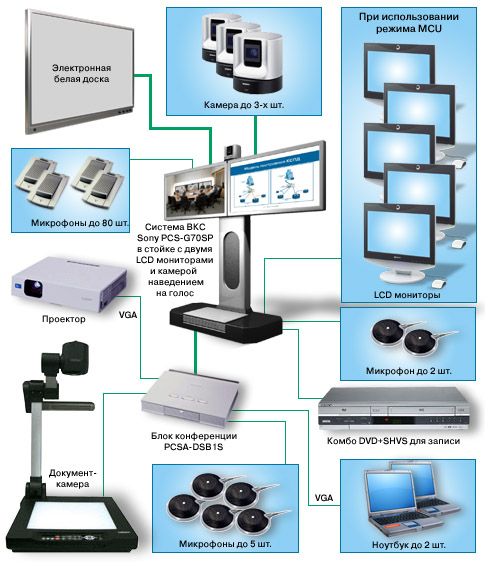 Электронная
белая доска
Камера до 3-х шт.
При использовании
режима MCU
Микрофоны до 80 шт.
Система ВКС
Sony PCS-G70SP
в стойке с двумя
LCD мониторами
и камерой
наведением
на голос
LCD мониторы
Проектор
VGA
Микрофон до 2 шт.
Блок конференции
PCSA-DSB1S
Комбо DVD+SHVS для записи
Документ-
камера
Микрофоны до 5 шт.
VGA
Ноутбук до 2 шт.